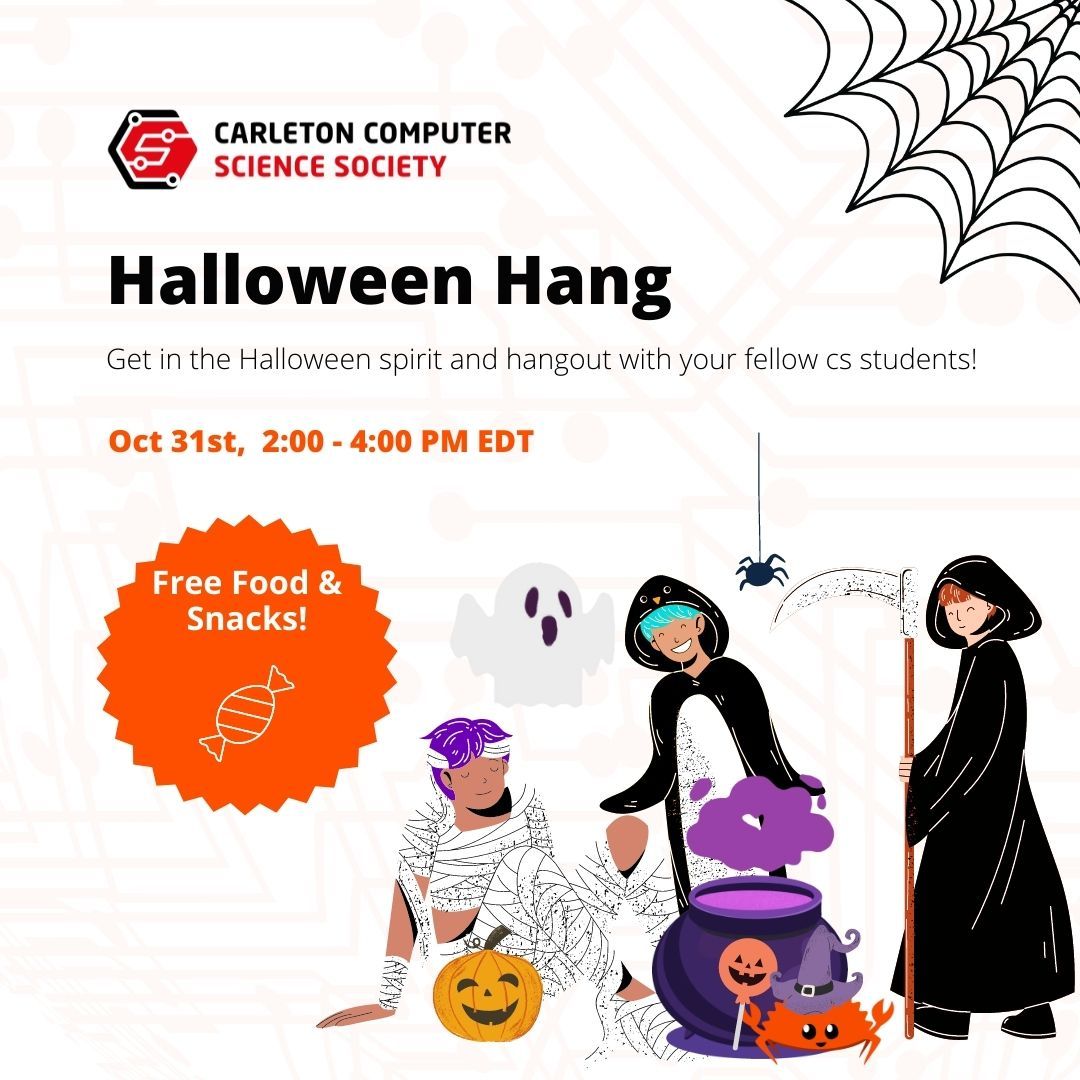 CARLETON COMPUTER
SCIENCE SOCIETY
Halloween Hang
Get in the Halloween spirit and hangout with your fellow cs students!
Oct 31st,  2:00 - 4:00 PM EDT
Free Food &
Snacks!